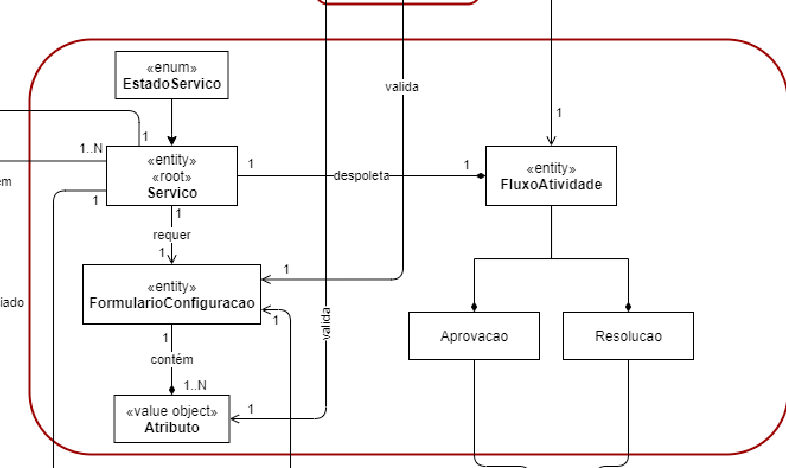 «enum»
EstadoServico
valida
1
1
1..N
«entity»
«root»
Servico
1
despoleta
1
«entity»
FluxoAtividade
em
1
1
requer
1
«entity»
FormularioConfiguracao
1
iado
1
valida
1
contém
Aprovacao
Resolucao
1..N
«value object»
Atributo
1